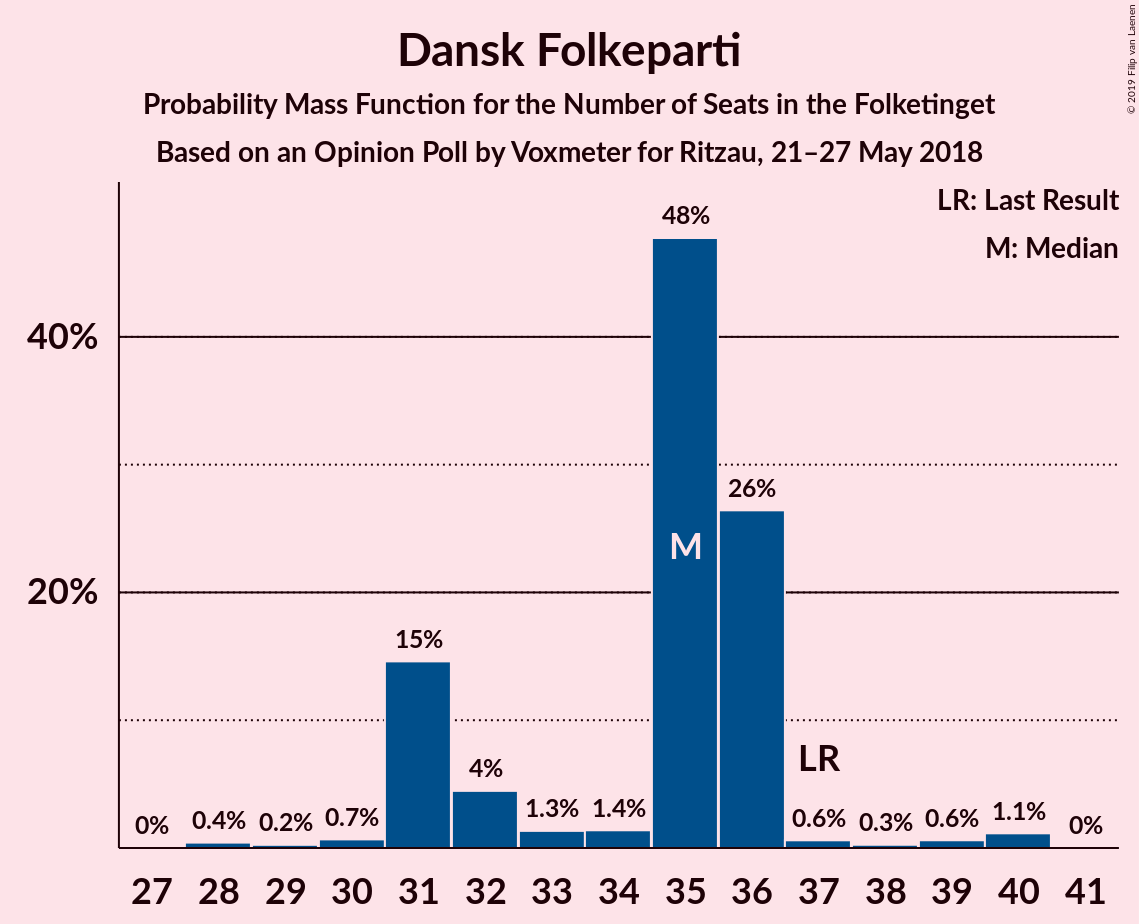 Dansk Folkeparti
Probability Mass Function for the Number of Seats in the Folketinget
Based on an Opinion Poll by Voxmeter for Ritzau, 21–27 May 2018
© 2019 Filip van Laenen
LR: Last Result
M: Median
48%
40%
26%
M
20%
15%
LR
4%
0% 0.4% 0.2% 0.7% 1.3% 1.4% 0.6% 0.3% 0.6% 1.1% 0%
27 28 29 30 31 32 33 34 35 36 37 38 39 40 41